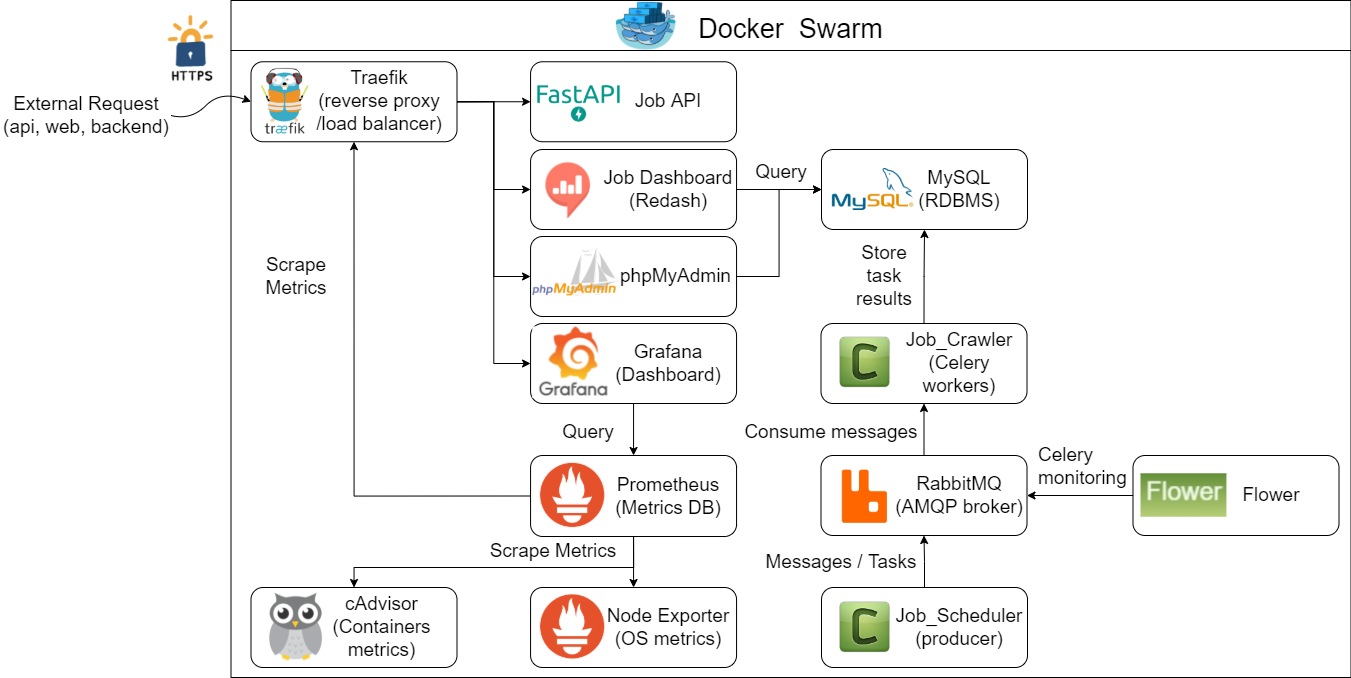 Docker Swarm
HTTPS
External Request
(api, web, backend)
træfik
Traefik
(reverse proxy
/load balancer)
FastAPI
Job API
Job Dashboard
(Redash)
Query
MySQL
MySQL
(RDBMS)
phpMyAdmin
phpMyAdmin
Scrape
Metrics
Store
task
results
Grafana
Grafana
(Dashboard)
C
Job_Crawler
(Celery
workers)
Query
Consume messages
Prometheus
(Metrics DB)
RabbitMQ
(AMQP broker)
Celery
monitoring
Flower
Flower
Scrape Metrics
Messages / Tasks
cAdvisor
(Containers
metrics)
Node Exporter
(OS metrics)
C
Job_Scheduler
(producer)